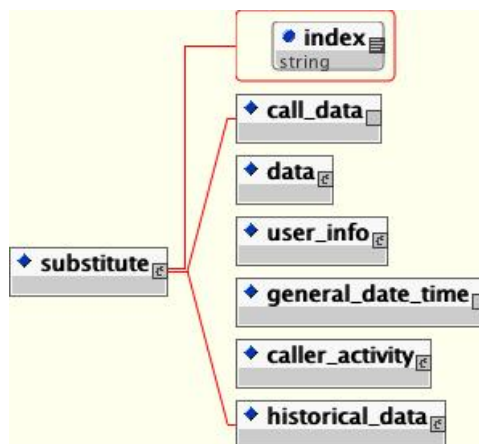 index
string
call_data
data
user_info
substitute
general_date_time
caller_activity
historical_data